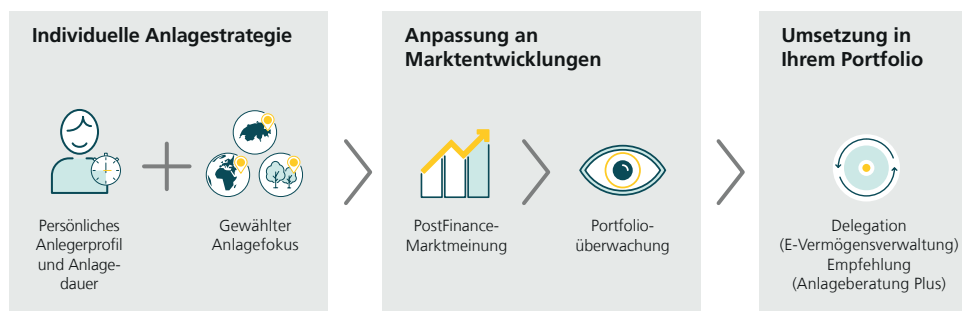 Individuelle Anlagestrategie
Persönliches
Anlegerprofil
und Anlage-
dauer
Gewählter
Anlagefokus
Anpassung an
Marktentwicklungen
PostFinance-
Marktmeinung
Portfolio-
überwachung
Umsetzung in
Ihrem Portfolio
Delegation
(E-Vermögensverwaltung)
Empfehlung
(Anlageberatung Plus)